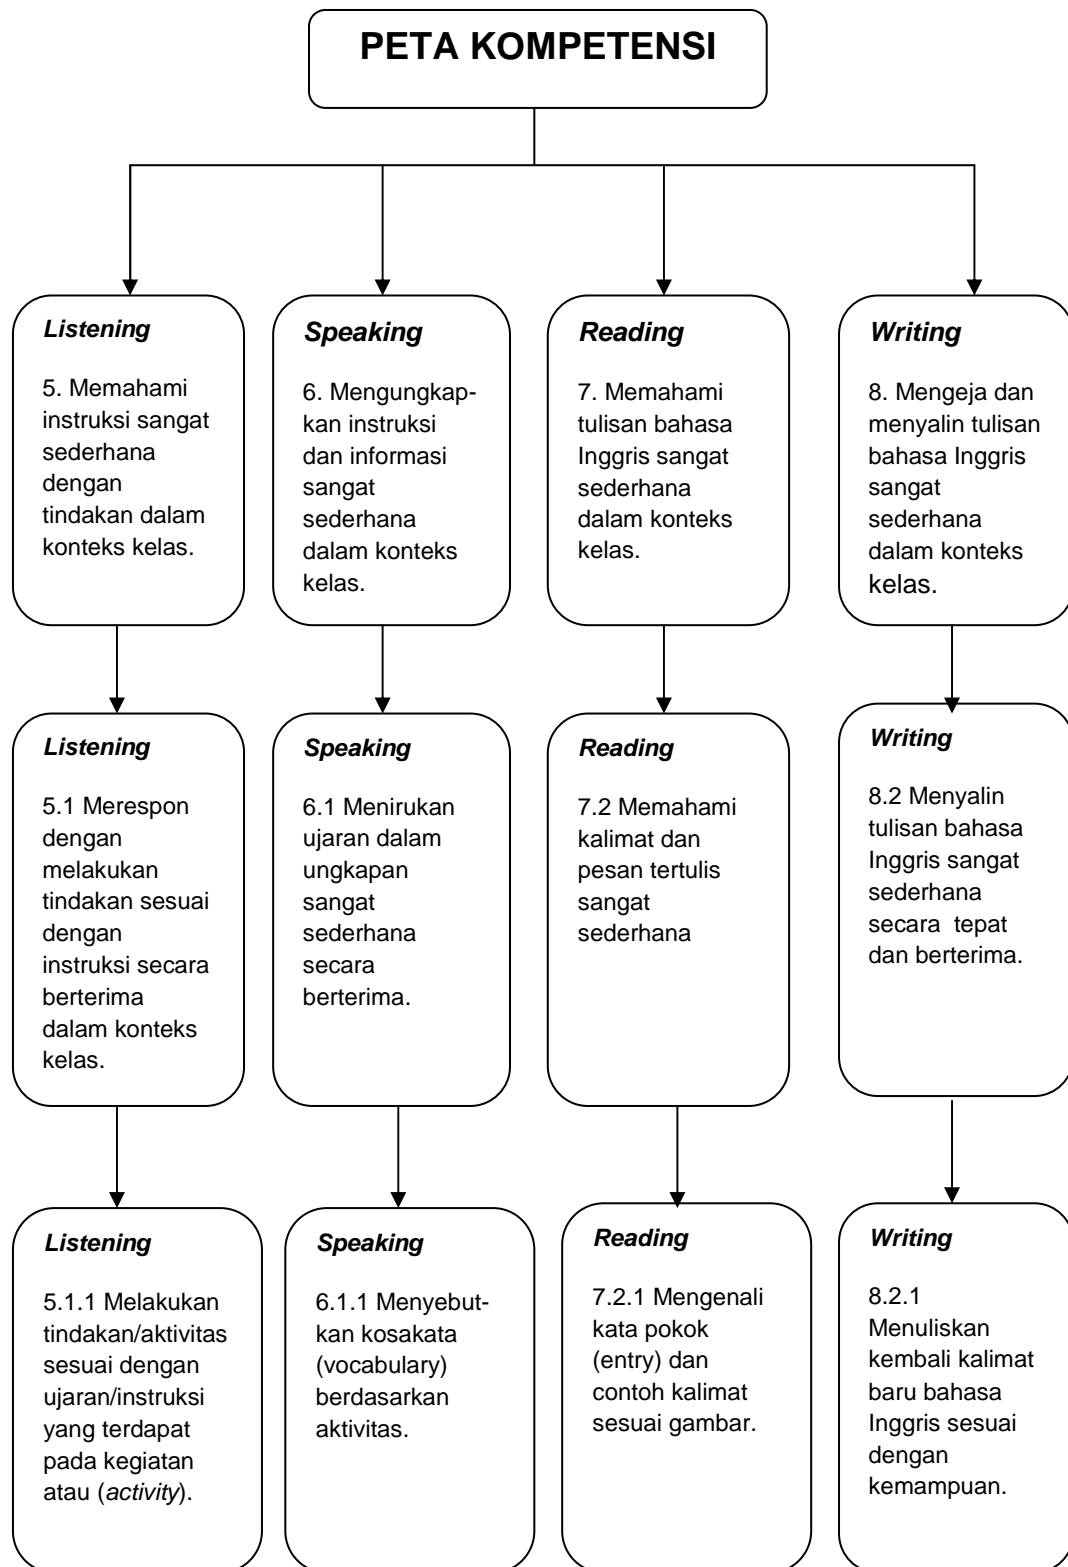 PETA KOMPETENSI
Listening
5. Memahami
instruksi sangat
sederhana
dengan
tindakan dalam
konteks kelas.
Speaking
6. Mengungkap-
kan instruksi
dan informasi
sangat
sederhana
dalam konteks
kelas.
Reading
7. Memahami
tulisan bahasa
Inggris sangat
sederhana
dalam konteks
kelas.
Writing
8. Mengeja dan
menyalin tulisan
bahasa Inggris
sangat
sederhana
dalam konteks
kelas.
Listening
5.1 Merespon
dengan
melakukan
tindakan sesuai
dengan
instruksi secara
berterima
dalam konteks
kelas.
Speaking
6.1 Menirukan
ujaran dalam
ungkapan
sangat
sederhana
secara
berterima.
Reading
7.2 Memahami
kalimat dan
pesan tertulis
sangat
sederhana
Writing
8.2 Menyalin
tulisan bahasa
Inggris sangat
sederhana
secara tepat
dan berterima.
Listening
5.1.1 Melakukan
tindakan/aktivitas
sesuai dengan
ujaran/instruksi
yang terdapat
pada kegiatan
atau (activity).
Speaking
6.1.1 Menyebut-
kan kosakata
(vocabulary)
berdasarkan
aktivitas.
Reading
7.2.1 Mengenali
kata pokok
(entry) dan
contoh kalimat
sesuai gambar.
Writing
8.2.1
Menuliskan
kembali kalimat
baru bahasa
Inggris sesuai
dengan
kemampuan.